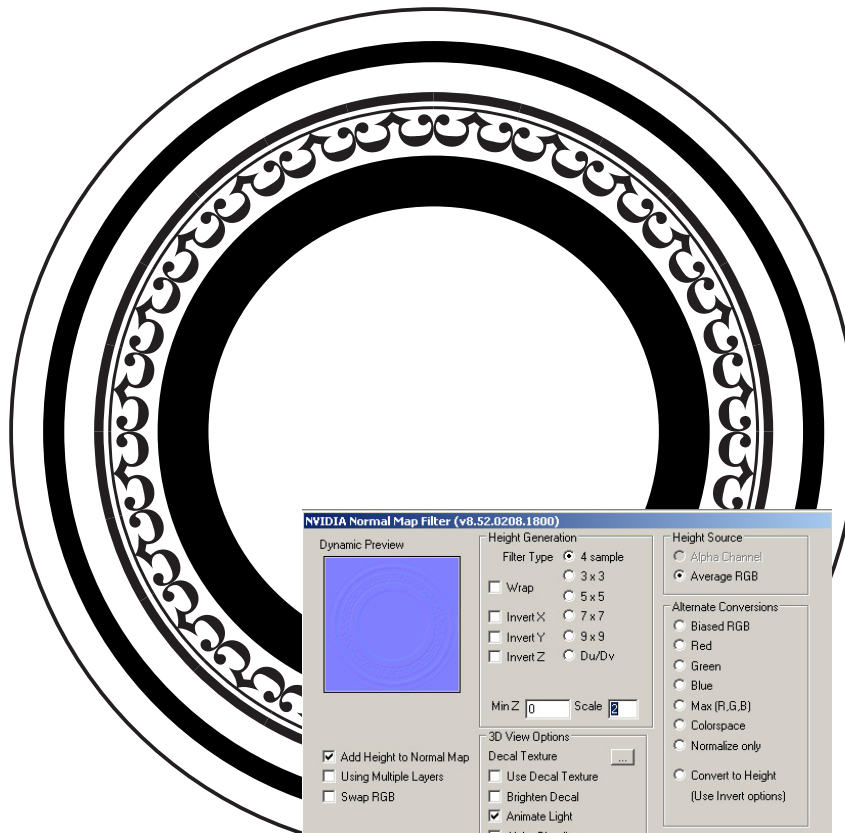 NVIDIA Normal Map Filter (v8.52.0208.1800)
Dynamic Preview
Height Generation
Filter Type 4 sample
3 x 3
Wrap
5 x 5
Invert X 7 x 7
Invert Y 9 x 9
Invert Z Du/Dv
Min Z 0 Scale 2
Height Source
Alpha Channel
Average RGB
Alternate Conversions
Biased RGB
Red
Green
Blue
Max (R,G,B)
Colorspace
Normalize only
Convert to Height
(Use Invert options)
Add Height to Normal Map
Using Multiple Layers
Swap RGB
3D View Options
Decal Texture ...
Use Decal Texture
Brighten Decal
Animate Light